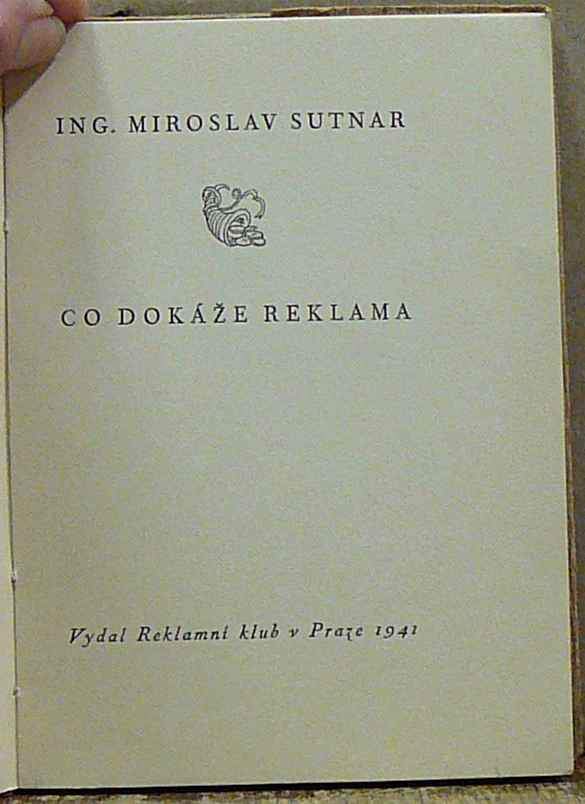 ING. MIROSLAV SUTNAR
CO DOKÁŽE REKLAMA
Vydal Reklamní klub v Praze 1941